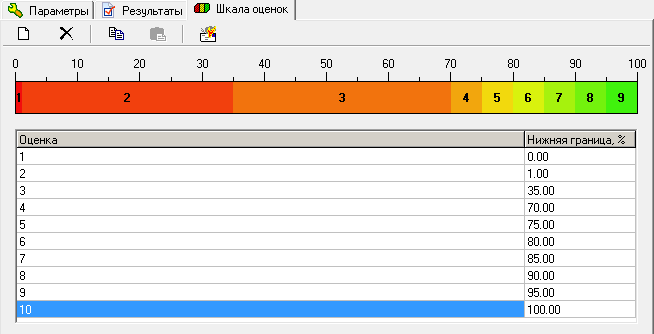 Параметры Результаты Шкала оценок
0 10 20 30 40 50 60 70 80 90 100
1 2 3 4 5 6 7 8 9
Оценка Нижняя граница, %
1 0.00
2 1.00
3 35.00
4 70.00
5 75.00
6 80.00
7 85.00
8 90.00
9 95.00
10 100.00